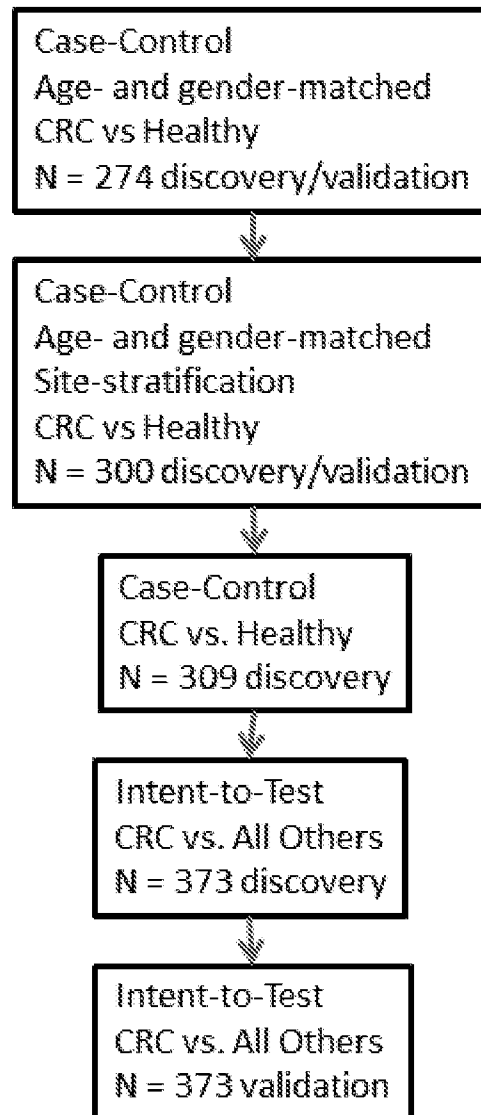 Case-Control
Age- and gender-matched
CRC vs Healthy
N = 274 discovery/validation
Case-Control
Age- and gender-matched
Site-stratification
CRC vs Healthy
N = 300 discovery/validation
Case-Control
CRC vs. Healthy
N = 309 discovery
Intent-to-Test
CRC vs. All Others
N = 373 discovery
Intent-to-Test
CRC vs. All Others
N = 373 validation